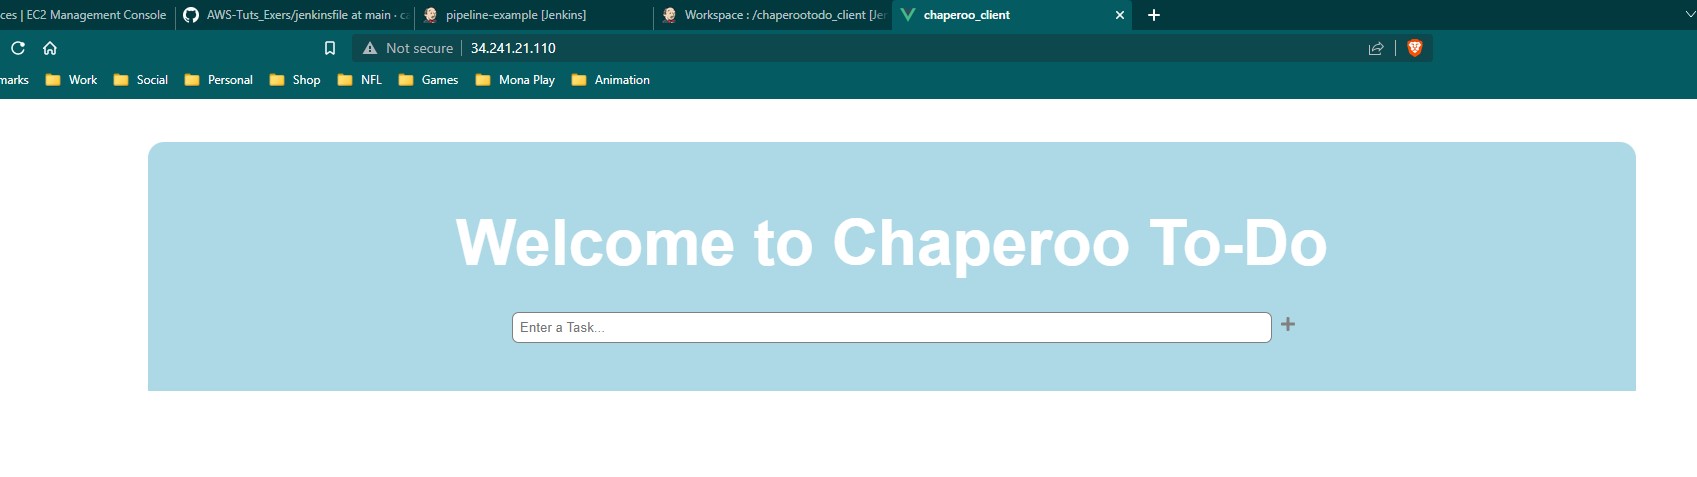 ces | EC2 Management Console
AWS-Tuts_Exers/jenkinsfile at main · c
pipeline-example [Jenkins]
Workspace : /chaperootodo_client [Je
chaperoo_client
Not secure
34.241.21.110
marks
Work
Social
Personal
Shop
NFL
Games
Mona Play
Animation
Welcome to Chaperoo To-Do
Enter a Task...